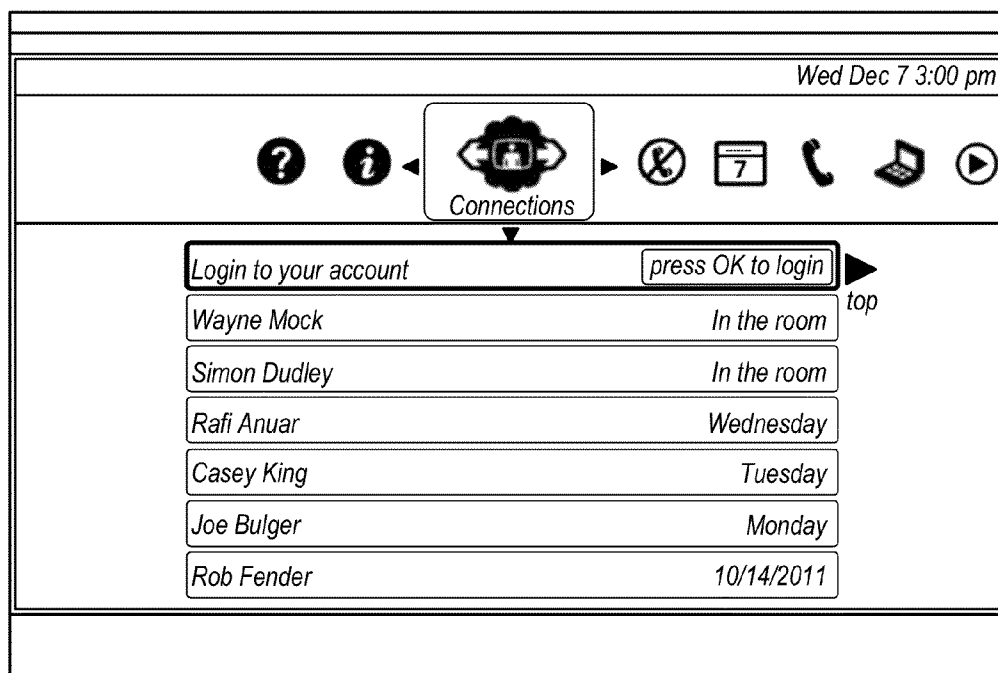 Wed Dec 7 3:00 pm
? i 7
Connections
Login to your account press OK to login
top
Wayne Mock In the room
Simon Dudley In the room
Rafi Anuar Wednesday
Casey King Tuesday
Joe Bulger Monday
Rob Fender 10/14/2011